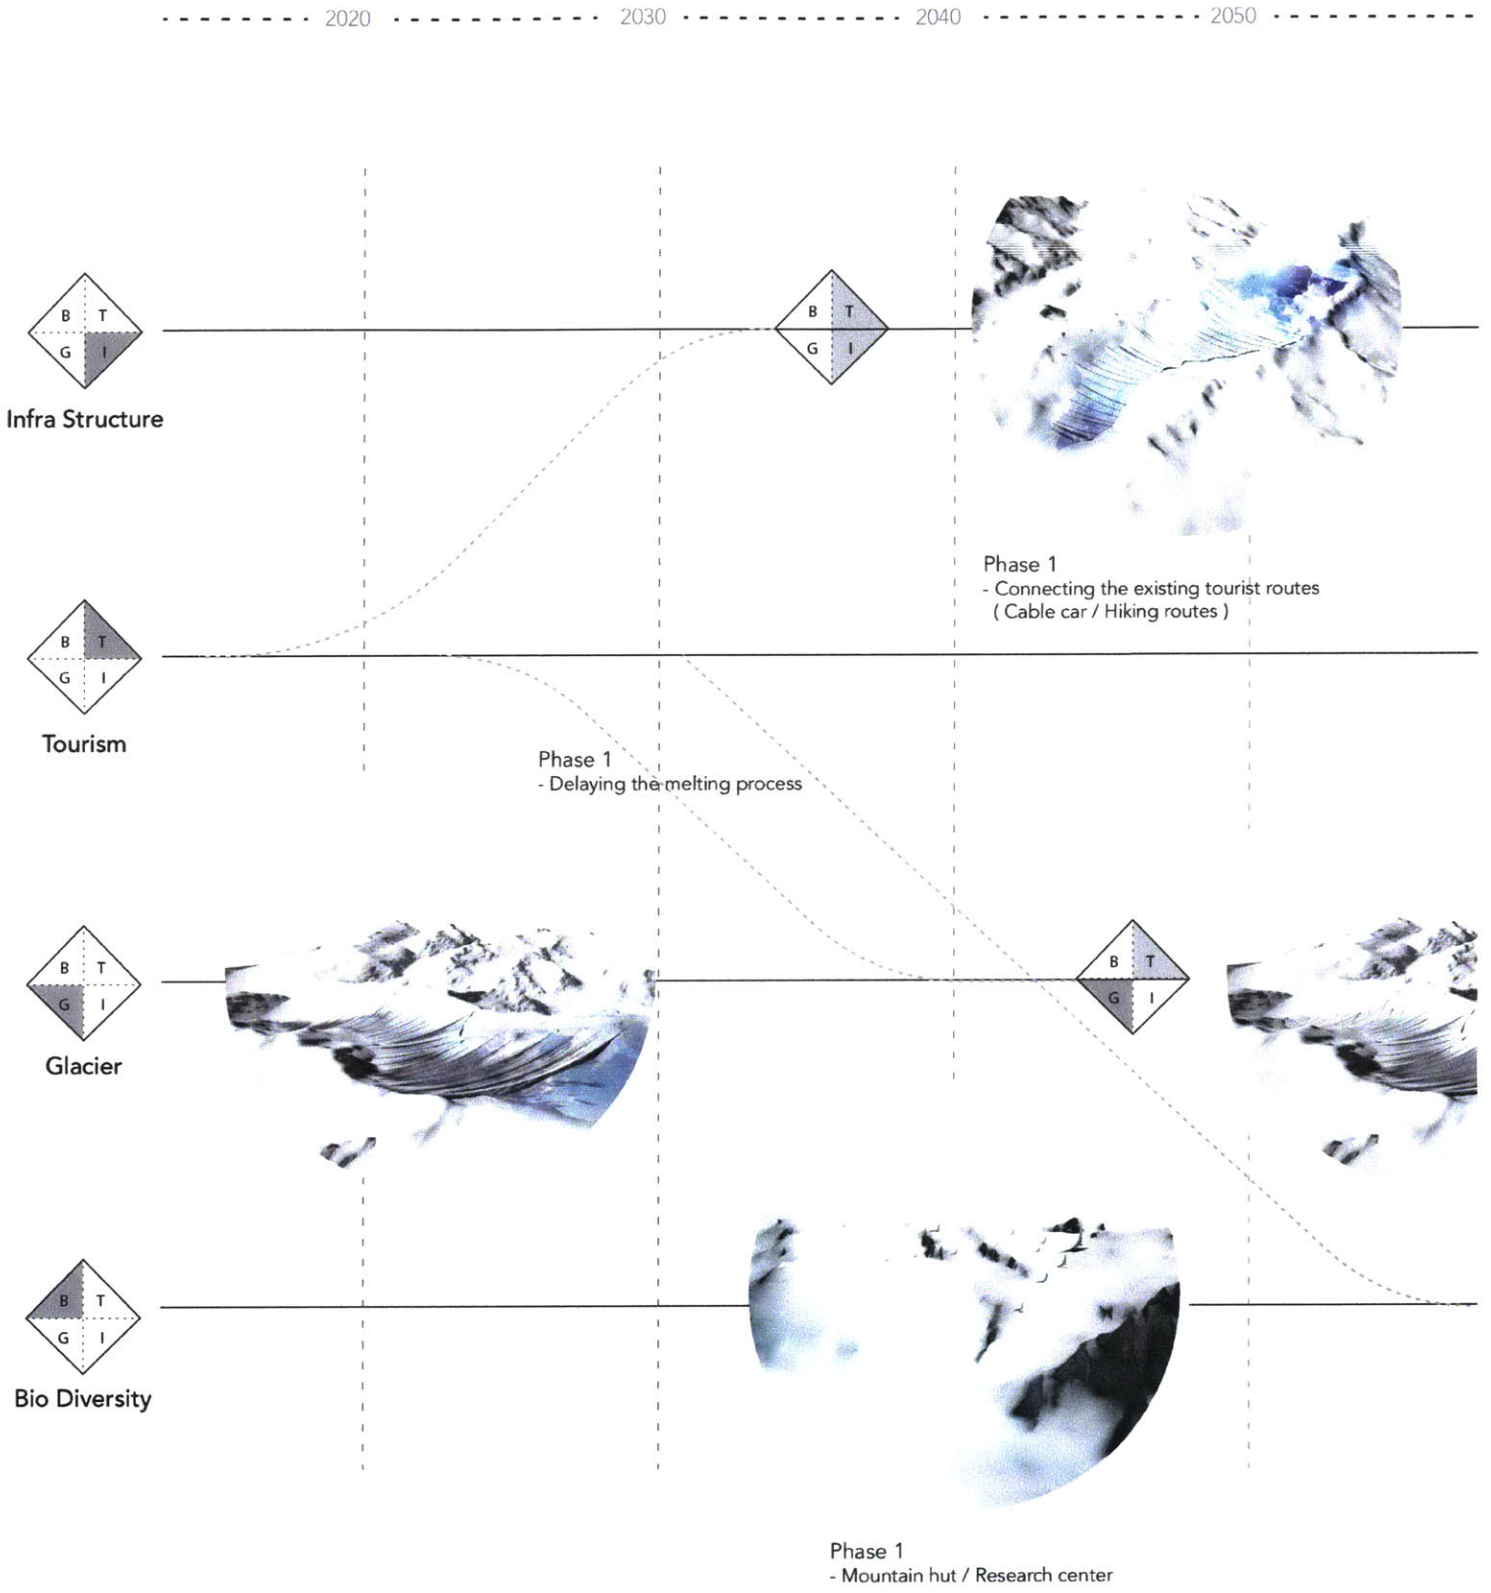 2020 2030 2040 2050
B T
G I
Infra Structure
B T
G I
Phase 1
- Connecting the existing tourist routes
( Cable car / Hiking routes )
B T
G I
Tourism
Phase 1
- Delaying the melting process
B T
G I
Glacier
B T
G I
B T
G I
Bio Diversity
Phase 1
- Mountain hut / Research center